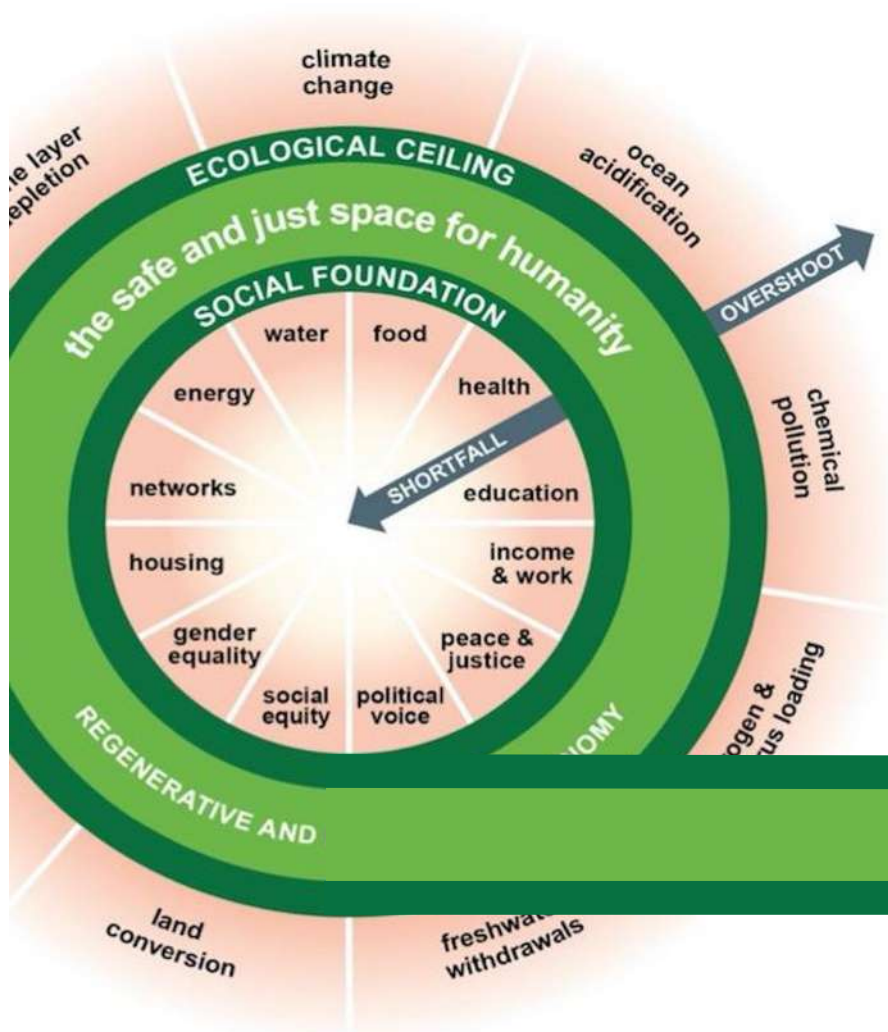 climate
change
ocean
acidification
layer
ECOLOGICAL CEILING
the safe and just space for humanity
SOCIAL FOUNDATION
OVERSHOOT
water
food
energy
health
SHORTFALL
chemical
pollution
networks
education
housing
income
& work
gender
equality
peace &
justice
social
equity
political
voice
REGENERATIVE AND
land
conversion
withdrawals
loading